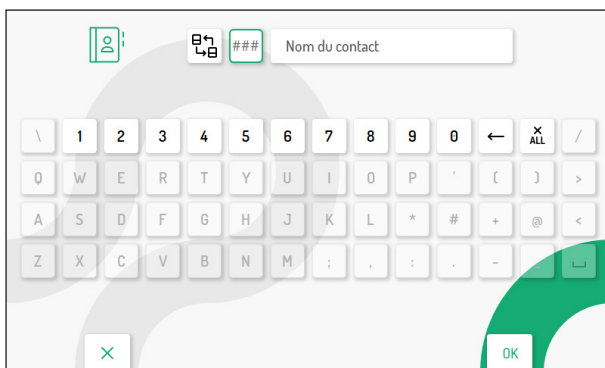 ### Nom du contact
\ 1 2 3 4 5 6 7 8 9 0 ← × ALL /
Q W E R T Y U I O P ' ( ) >
A S D F G H J K L * # + @ <
Z X C V B N M ; , : . - _ ␣
× OK